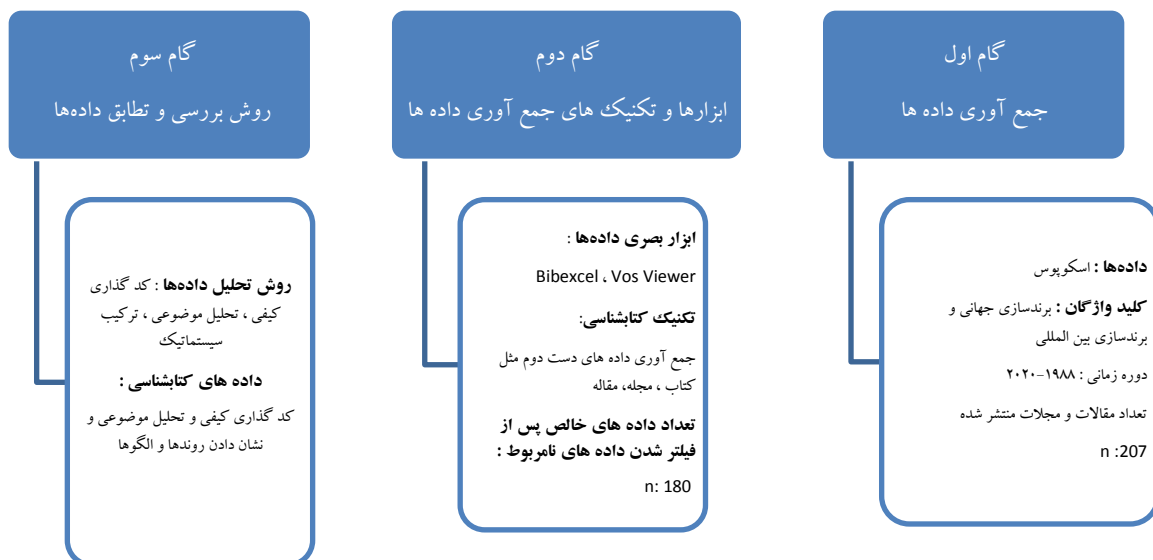 گام اول
جمع آوری داده ها
داده‌ها : اسکوپوس
کلید واژگان : برندسازی جهانی و
برندسازی بین المللی
دوره زمانی : ۱۹۸۸-۲۰۲۰
تعداد مقالات و مجلات منتشر شده
n :207
گام دوم
ابزارها و تکنیک های جمع آوری داده ها
ابزار بصری داده‌ها :
Bibexcel ، Vos Viewer
تکنیک کتابشناسی:
جمع آوری داده های دست دوم مثل
کتاب ، مجله، مقاله
تعداد داده های خالص پس از
فیلتر شدن داده های نامربوط :
n: 180
گام سوم
روش بررسی و تطابق داده‌ها
روش تحلیل داده‌ها : کد گذاری
کیفی ، تحلیل موضوعی ، ترکیب
سیستماتیک
داده های کتابشناسی :
کد گذاری کیفی و تحلیل موضوعی و
نشان دادن روندها و الگوها